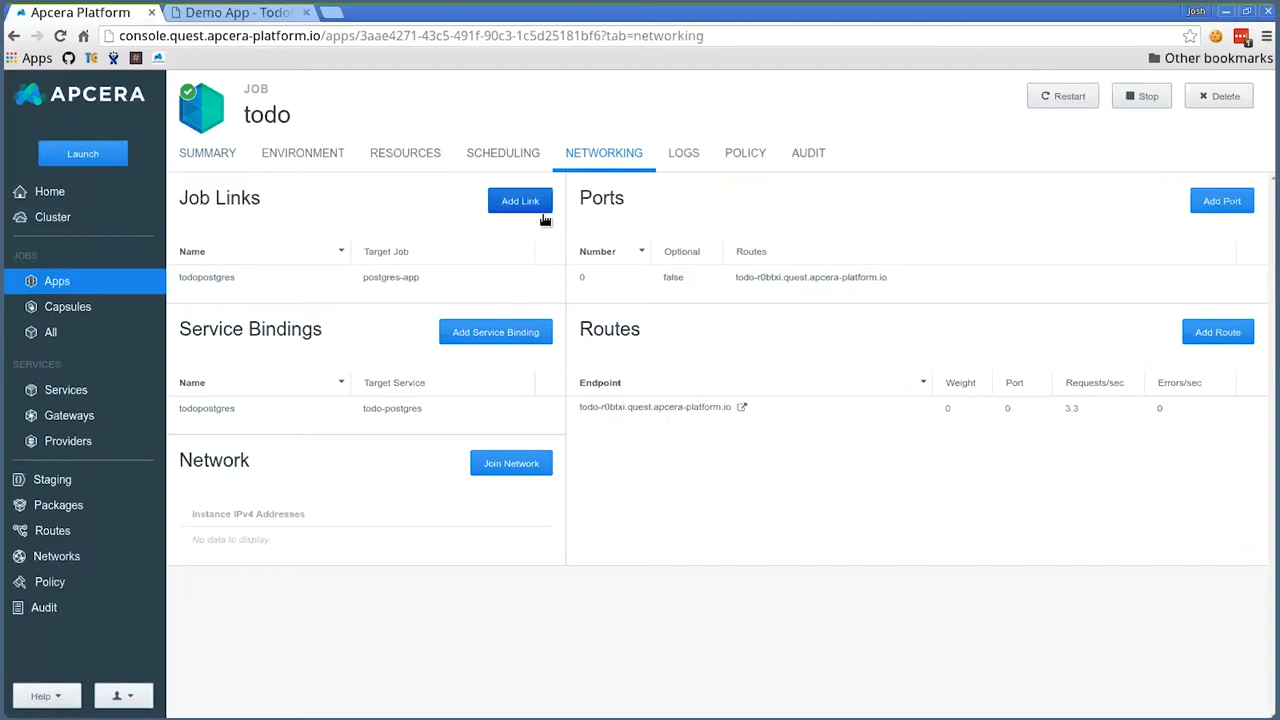 Apcera Platform
Demo App - Todo
Josh
console.quest.apcera-platform.io/apps/3aae4271-43c5-491f-90c3-1c5d25181bf6?tab=networking
Apps
Other bookmarks
APCERA
Launch
Home
Cluster
JOBS
Apps
Capsules
All
SERVICES
Services
Gateways
Providers
Staging
Packages
Routes
Networks
Policy
Audit
Help
JOB
todo
Restart
Stop
Delete
SUMMARY ENVIRONMENT RESOURCES SCHEDULING NETWORKING LOGS POLICY AUDIT
Job Links
Add Link
Name Target Job
todopostgres postgres-app
Service Bindings
Add Service Binding
Name Target Service
todopostgres todo-postgres
Network
Join Network
Instance IPv4 Addresses
No data to display.
Ports
Add Port
Number Optional Routes
0 false todo-r0btxi.quest.apcera-platform.io
Routes
Add Route
Endpoint Weight Port Requests/sec Errors/sec
todo-r0btxi.quest.apcera-platform.io 0 0 3.3 0